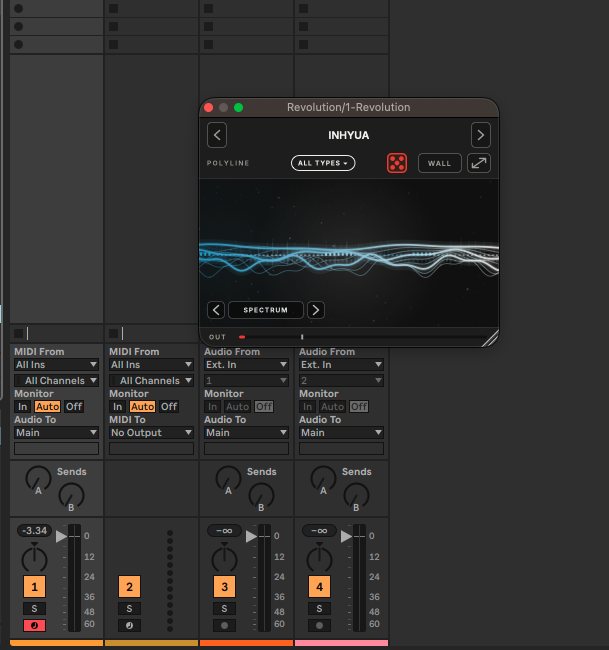 Revolution/1-Revolution
INHYUA
POLYLINE
ALL TYPES
WALL
SPECTRUM
OUT
MIDI From
MIDI From
Audio From
Audio From
All Ins
All Ins
Ext. In
Ext. In
All Channels
All Channels
1
2
Monitor
Monitor
Monitor
Monitor
In Auto Off
In Auto Off
In Auto Off
In Auto Off
Audio To
MIDI To
Audio To
Audio To
Main
No Output
Main
Main
Sends
Sends
Sends
A
A
A
B
B
B
-3.34
-∞
-∞
0
0
0
12
12
12
24
24
24
1
2
3
4
36
36
36
S
S
S
S
48
48
48
60
60
60